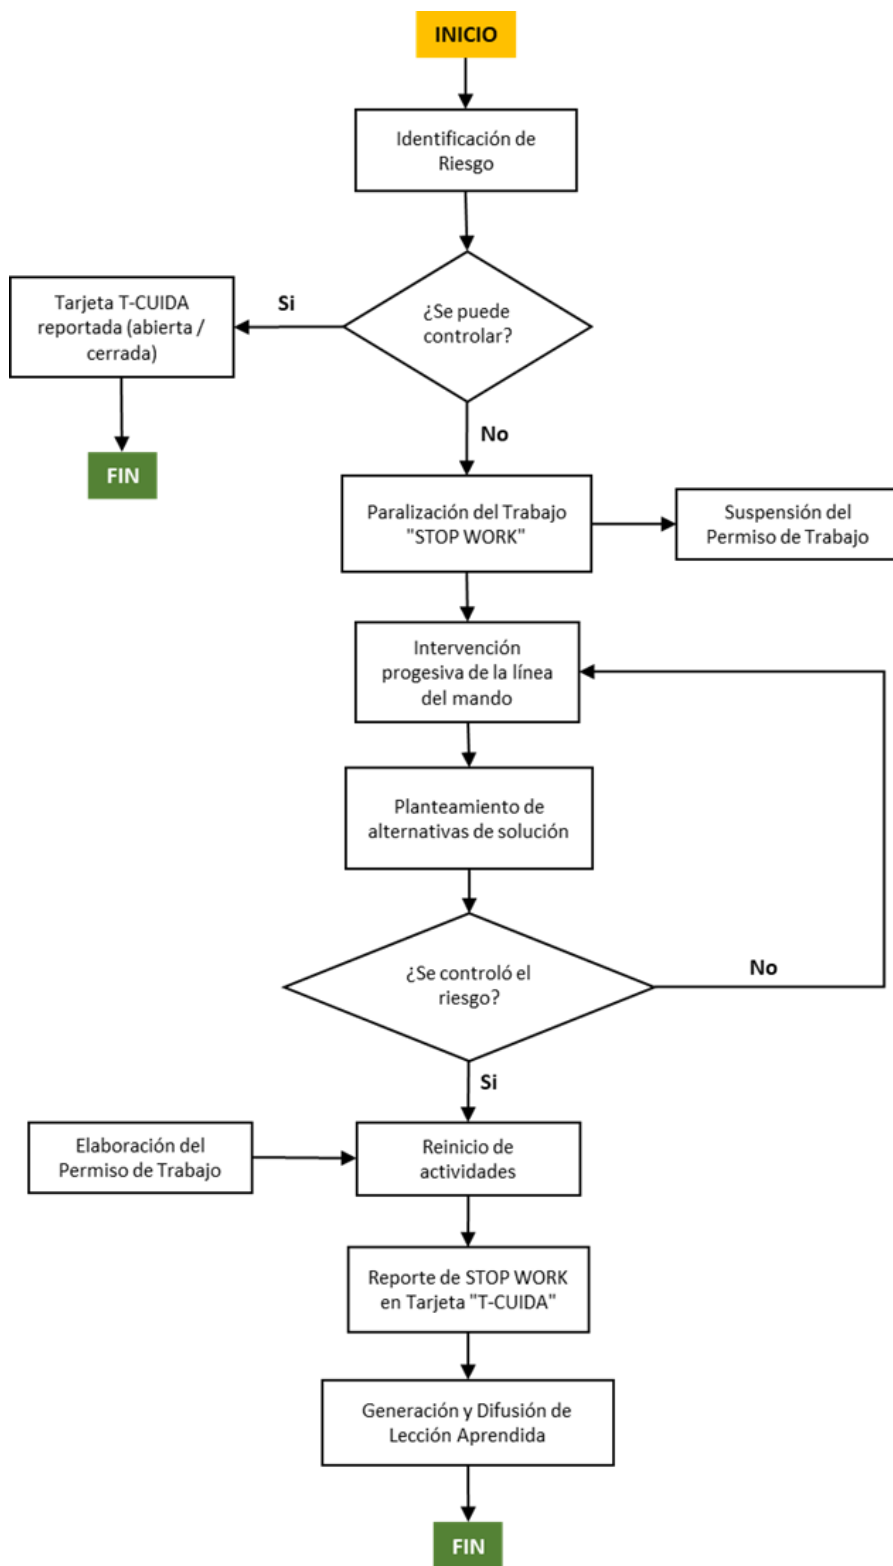 INICIO
Identificación de
Riesgo
¿Se puede
controlar?
Si
Tarjeta T-CUIDA
reportada (abierta /
cerrada)
FIN
No
Paralización del Trabajo
"STOP WORK"
Suspensión del
Permiso de Trabajo
Intervención
progesiva de la línea
del mando
Planteamiento de
alternativas de solución
¿Se controló el
riesgo?
No
Si
Elaboración del
Permiso de Trabajo
Reinicio de
actividades
Reporte de STOP WORK
en Tarjeta "T-CUIDA"
Generación y Difusión de
Lección Aprendida
FIN